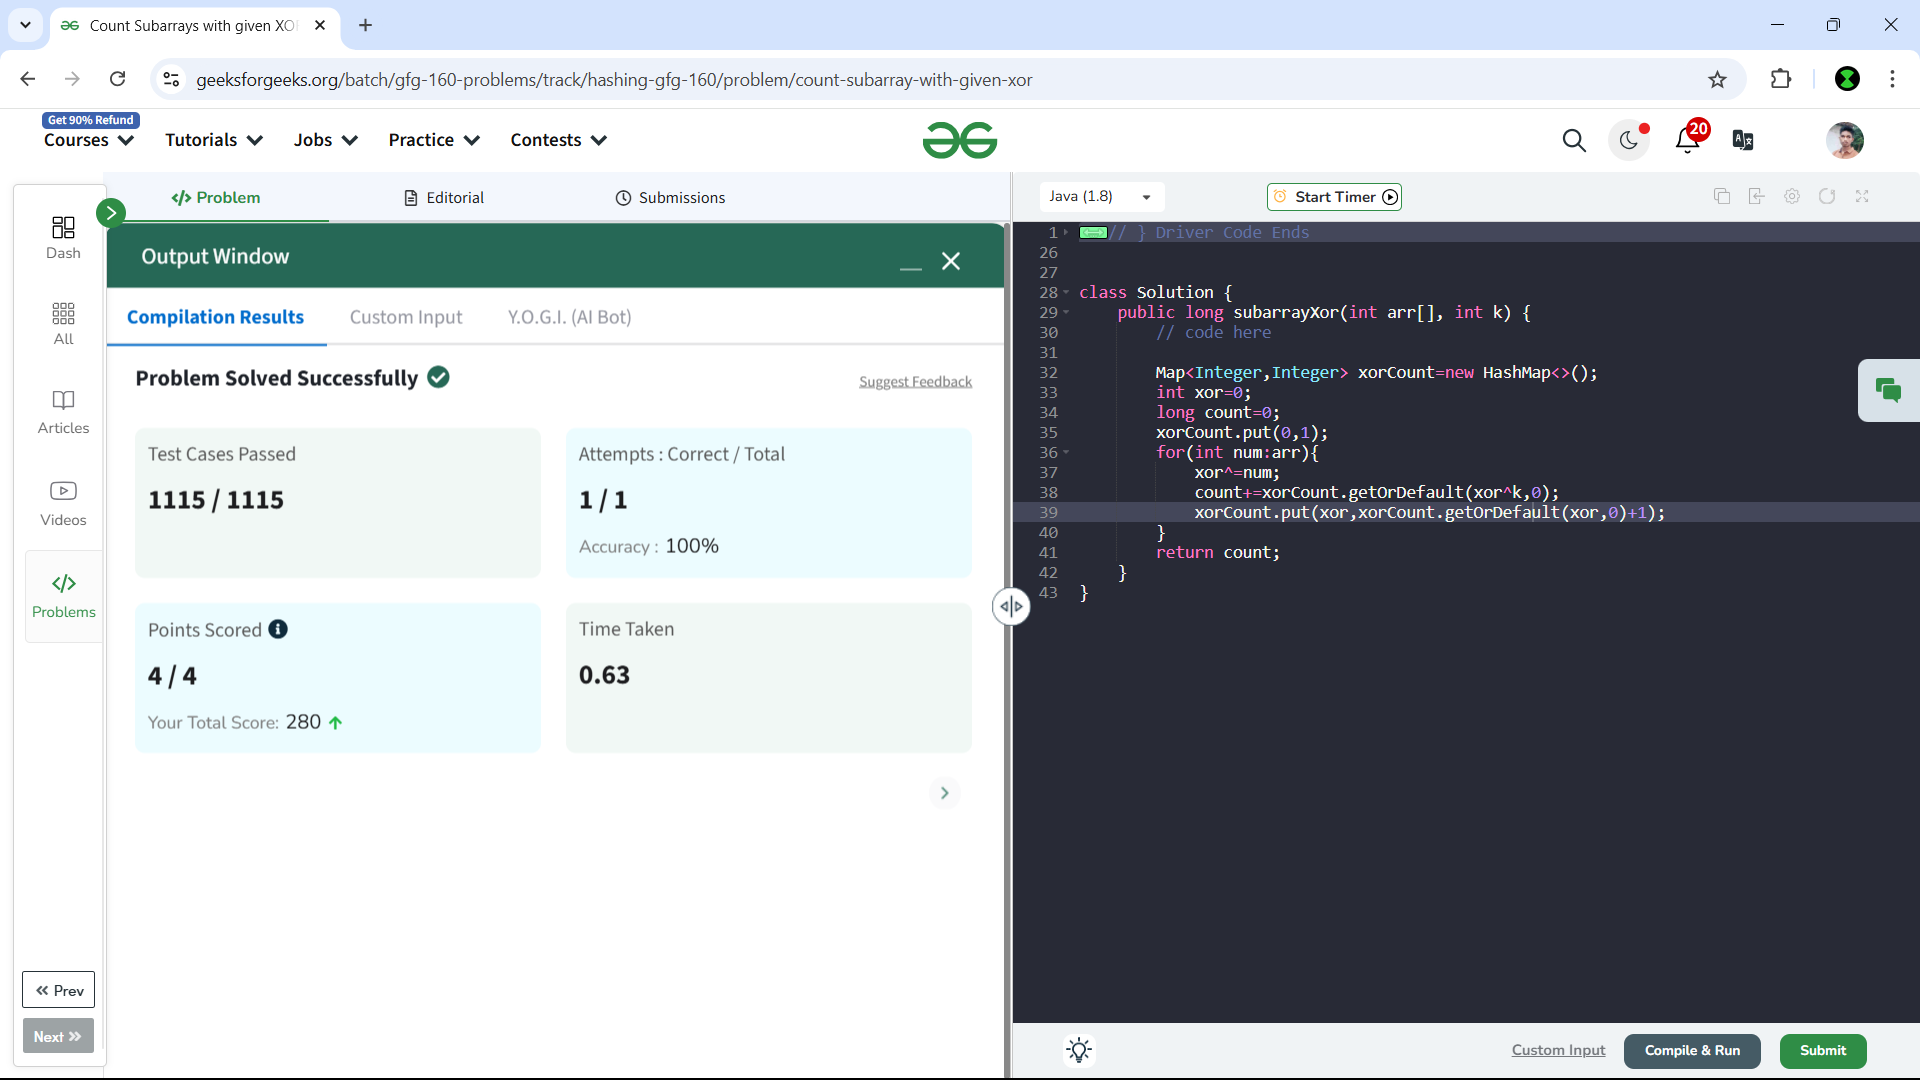 Count Subarrays with given XO
geeksforgeeks.org/batch/gfg-160-problems/track/hashing-gfg-160/problem/count-subarray-with-given-xor
Get 90% Refund
Courses
Tutorials
Jobs
Practice
Contests
20
Dash
All
Articles
Videos
Problems
Prev
Next
Problem
Editorial
Submissions
Output Window
Compilation Results
Custom Input
Y.O.G.I. (AI Bot)
Problem Solved Successfully
Suggest Feedback
Test Cases Passed
1115 / 1115
Attempts : Correct / Total
1 / 1
Accuracy : 100%
Points Scored
4 / 4
Your Total Score: 280
Time Taken
0.63
Java (1.8)
Start Timer
1 // } Driver Code Ends
26
27
28 class Solution {
29 public long subarrayXor(int arr[], int k) {
30 // code here
31
32 Map<Integer,Integer> xorCount=new HashMap<>();
33 int xor=0;
34 long count=0;
35 xorCount.put(0,1);
36 for(int num:arr){
37 xor^=num;
38 count+=xorCount.getOrDefault(xor^k,0);
39 xorCount.put(xor,xorCount.getOrDefault(xor,0)+1);
40 }
41 return count;
42 }
43 }
Custom Input
Compile & Run
Submit